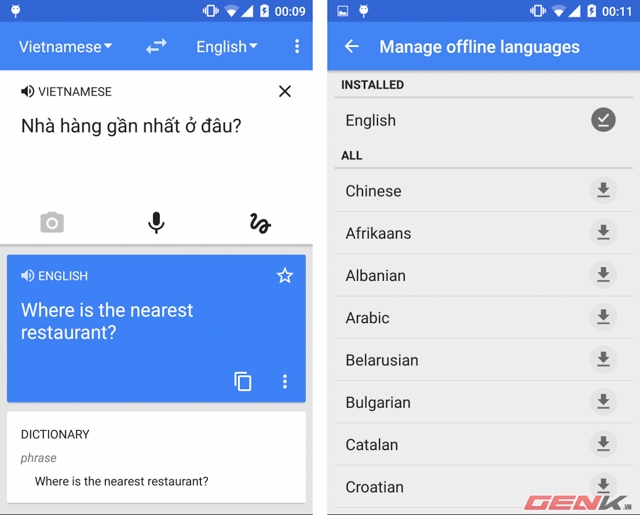 00:09
Vietnamese
English
VIETNAMESE
Nhà hàng gần nhất ở đâu?
ENGLISH
Where is the nearest
restaurant?
DICTIONARY
phrase
Where is the nearest restaurant?
00:11
Manage offline languages
INSTALLED
English
ALL
Chinese
Afrikaans
Albanian
Arabic
Belarusian
Bulgarian
Catalan
Croatian
GENK.VN